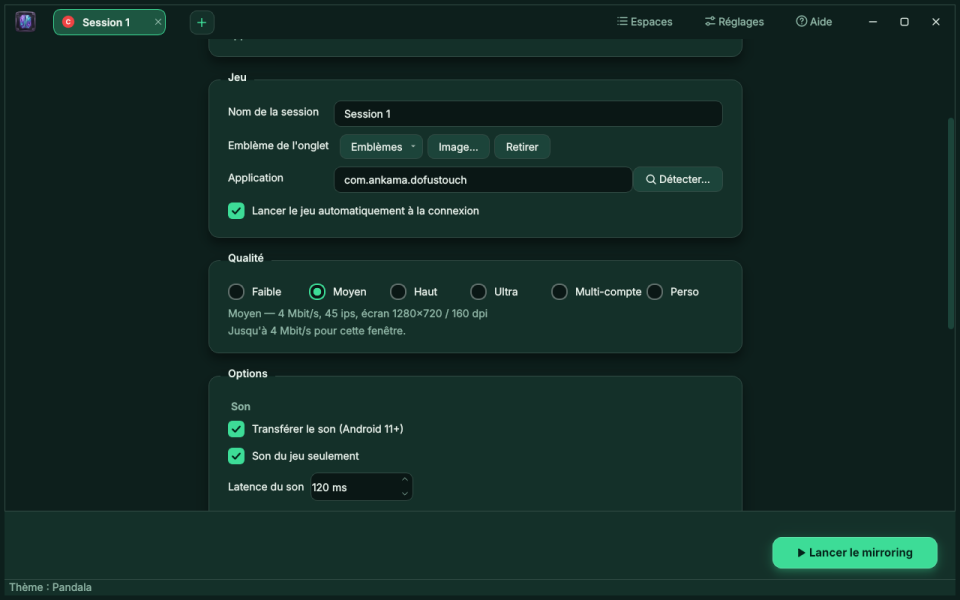 C Session 1
Espaces
Réglages
Aide
Jeu
Nom de la session
Session 1
Emblème de l'onglet
Emblèmes
Image...
Retirer
Application
com.ankama.dofustouch
Détecter...
Lancer le jeu automatiquement à la connexion
Qualité
Faible
Moyen
Haut
Ultra
Multi-compte
Perso
Moyen — 4 Mbit/s, 45 ips, écran 1280×720 / 160 dpi
Jusqu'à 4 Mbit/s pour cette fenêtre.
Options
Son
Transférer le son (Android 11+)
Son du jeu seulement
Latence du son
120 ms
Lancer le mirroring
Thème : Pandala